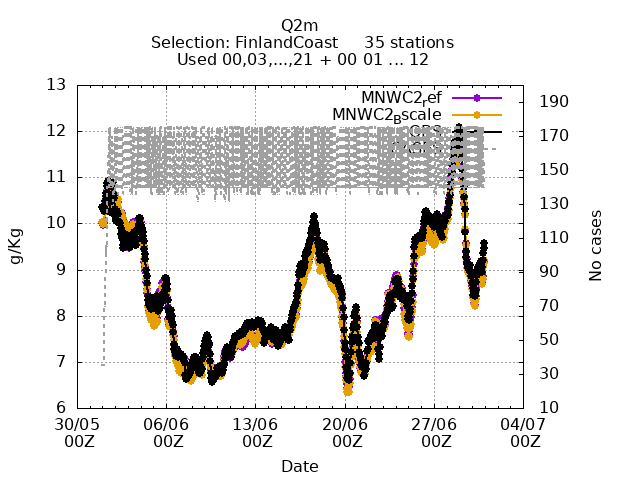 Q2m
Selection: FinlandCoast 35 stations
Used 00,03,...,21 + 00 01 ... 12
MNWC2_ref
MNWC2_Bscale
13
12
11
10
9
8
7
6
g/Kg
190
170
150
130
110
90
70
50
30
10
No cases
30/05 06/06 13/06 20/06 27/06 04/07
00Z 00Z 00Z 00Z 00Z 00Z
Date